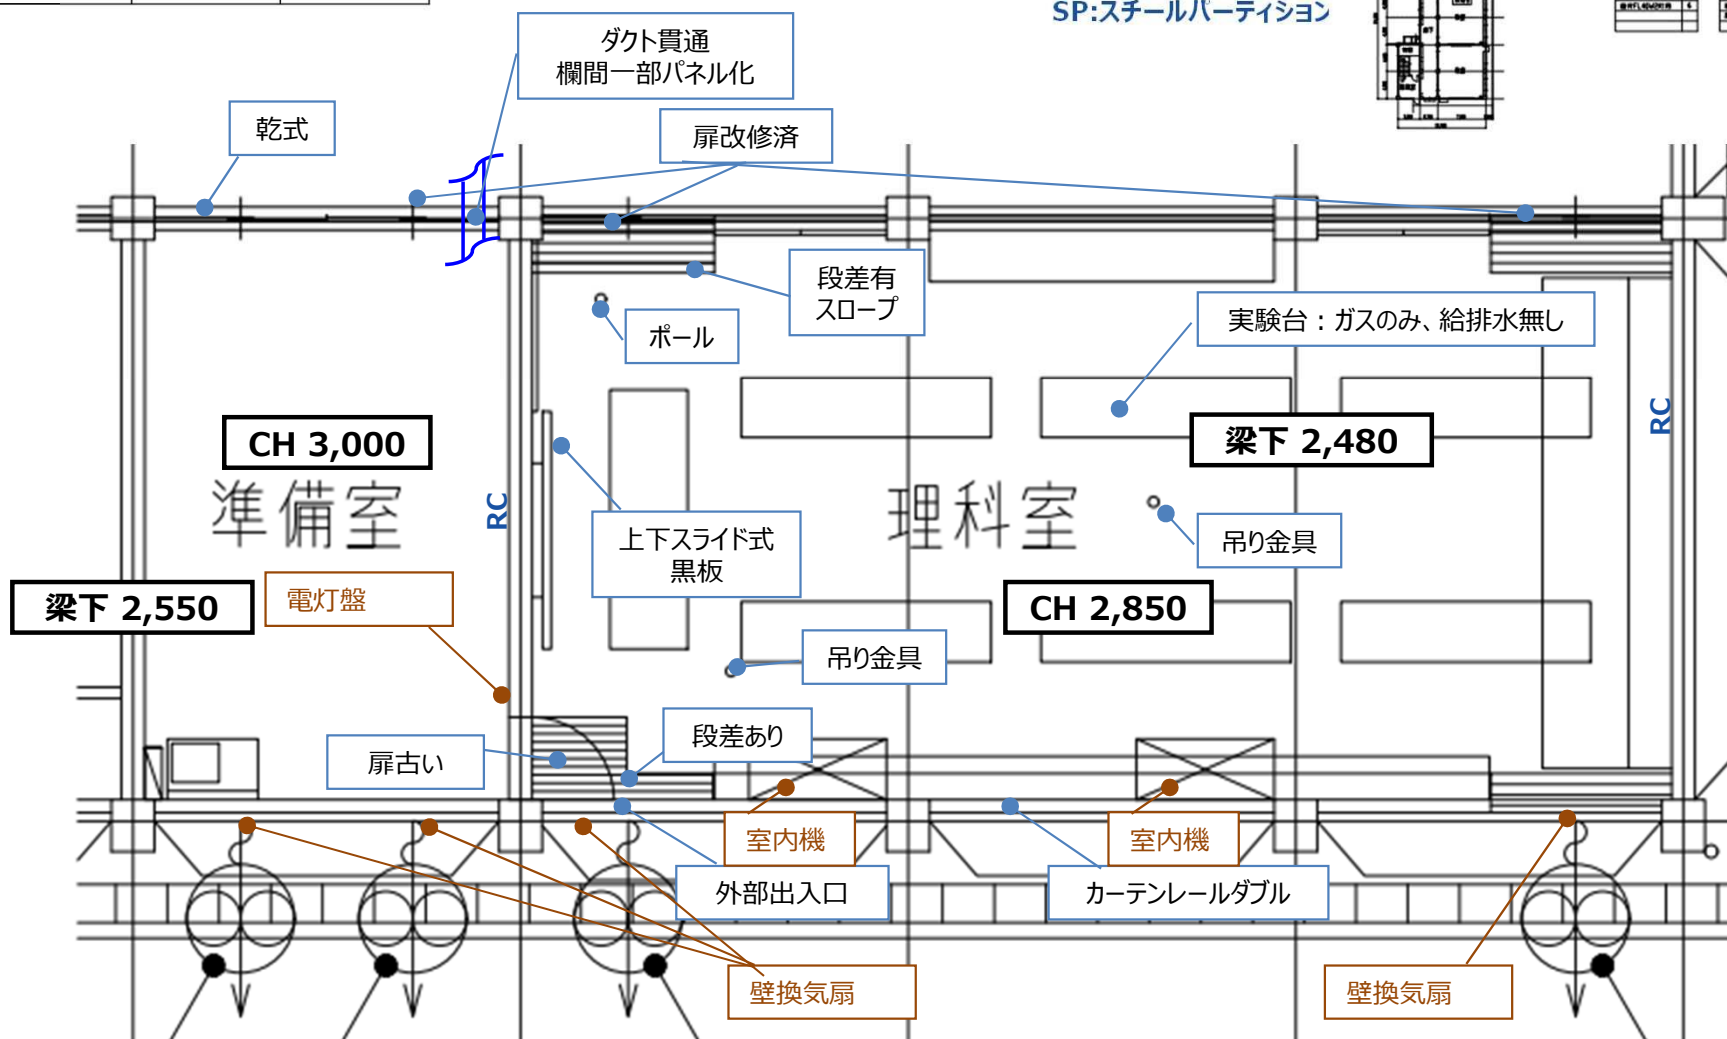 SP:スチールパーティション
ダクト貫通
欄間一部パネル化
乾式
扉改修済
段差有
スロープ
ポール
実験台：ガスのみ、給排水無し
CH 3,000
梁下 2,480
RC
準備室
RC
上下スライド式
黒板
理科室
吊り金具
梁下 2,550
電灯盤
CH 2,850
吊り金具
段差あり
扉古い
室内機
室内機
外部出入口
カーテンレールダブル
壁換気扇
壁換気扇